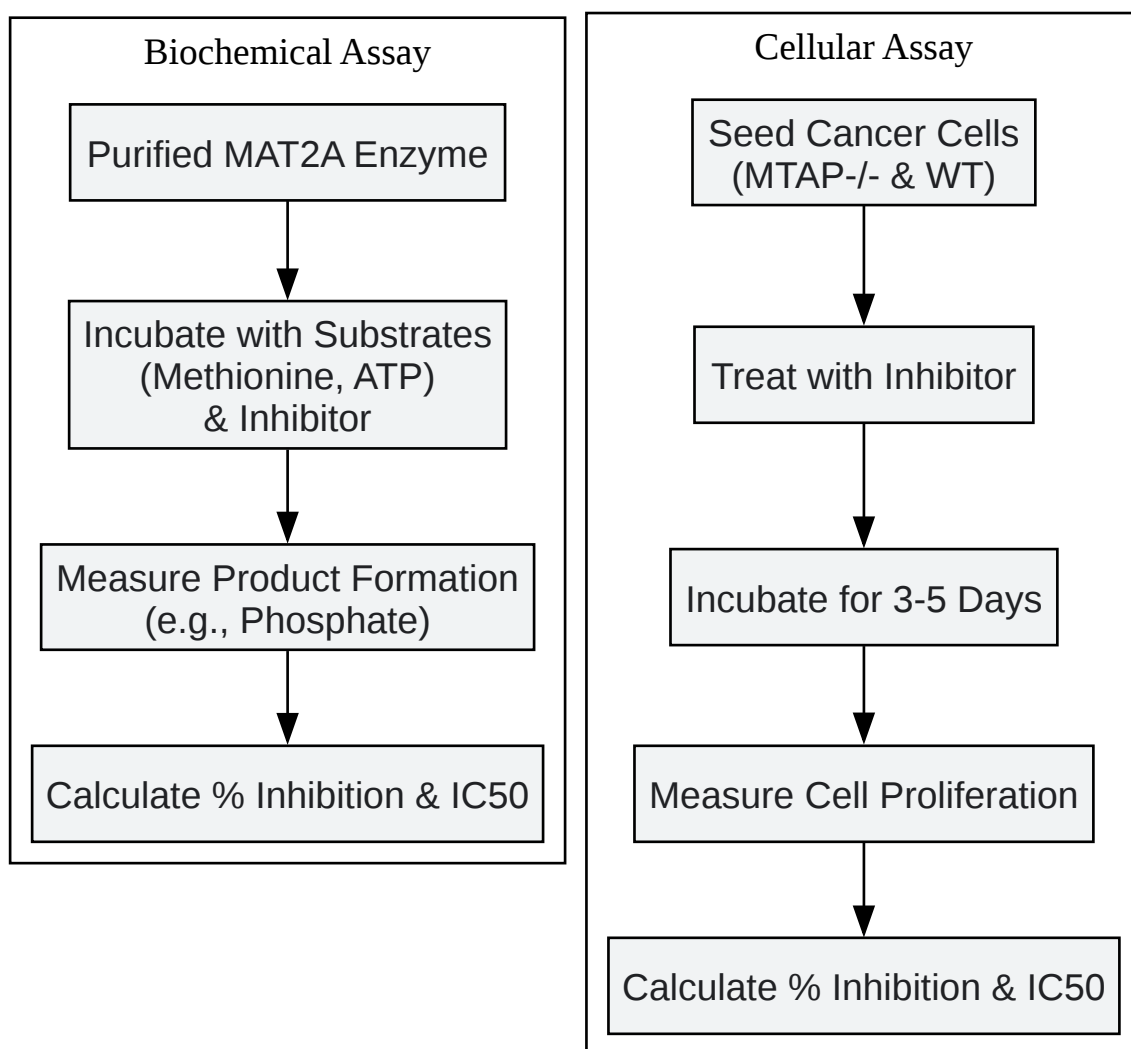 Biochemical Assay
Purified MAT2A Enzyme
Incubate with Substrates
(Methionine, ATP)
& Inhibitor
Measure Product Formation
(e.g., Phosphate)
Calculate % Inhibition & IC50
Cellular Assay
Seed Cancer Cells
(MTAP-/- & WT)
Treat with Inhibitor
Incubate for 3-5 Days
Measure Cell Proliferation
Calculate % Inhibition & IC50